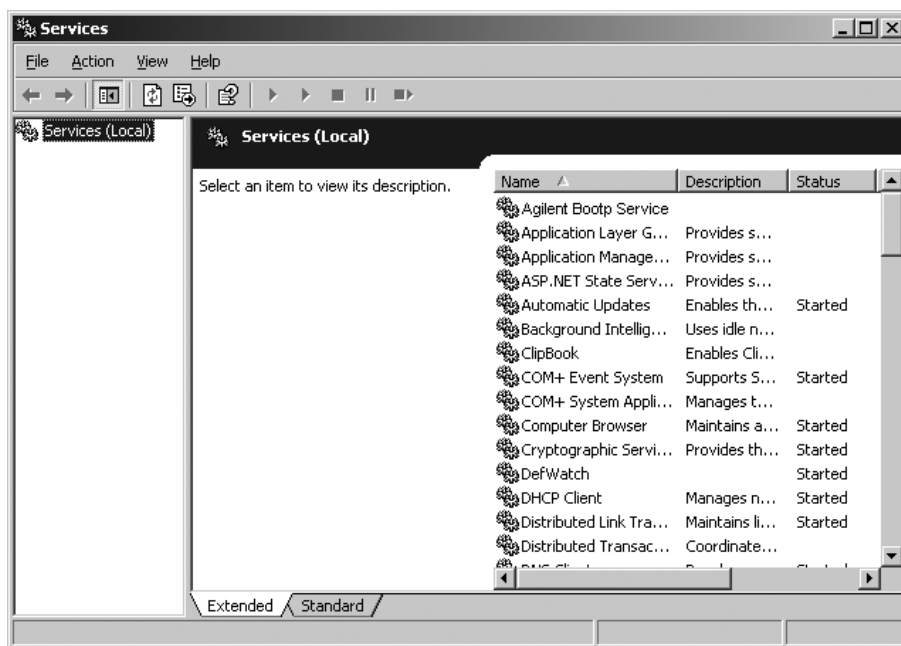 Services
File Action View Help
Services (Local)
Services (Local)
Select an item to view its description.
Name Description Status
Agilent Bootp Service
Application Layer G... Provides s...
Application Manage... Provides s...
ASP.NET State Serv... Provides s...
Automatic Updates Enables th... Started
Background Intellig... Uses idle n...
ClipBook Enables Cli...
COM+ Event System Supports S... Started
COM+ System Appli... Manages t...
Computer Browser Maintains a... Started
Cryptographic Servi... Provides th... Started
DefWatch Started
DHCP Client Manages n... Started
Distributed Link Tra... Maintains li... Started
Distributed Transac... Coordinate...
Extended Standard